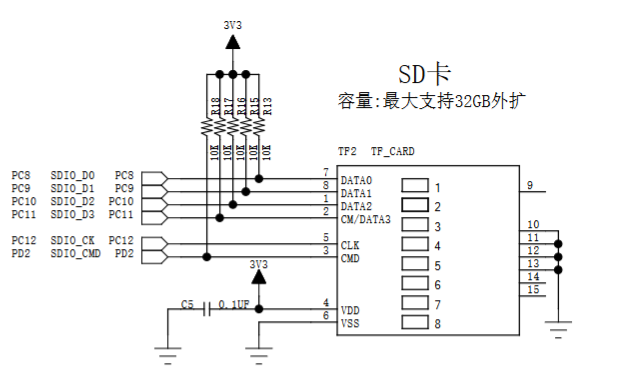 3V3
SD卡
容量:最大支持32GB外扩
R18
R17
R16
R15
R13
10K
10K
10K
10K
10K
TF2 TF_CARD
PC8 SDIO_D0 PC8 7 DATA0
PC9 SDIO_D1 PC9 8 DATA1
PC10 SDIO_D2 PC10 1 DATA2
PC11 SDIO_D3 PC11 2 CM/DATA3
PC12 SDIO_CK PC12 5 CLK
PD2 SDIO_CMD PD2 3 CMD
3V3
C5 0.1UF 4 VDD
6 VSS
1
2
3
4
5
6
7
8
9
10
11
12
13
14
15